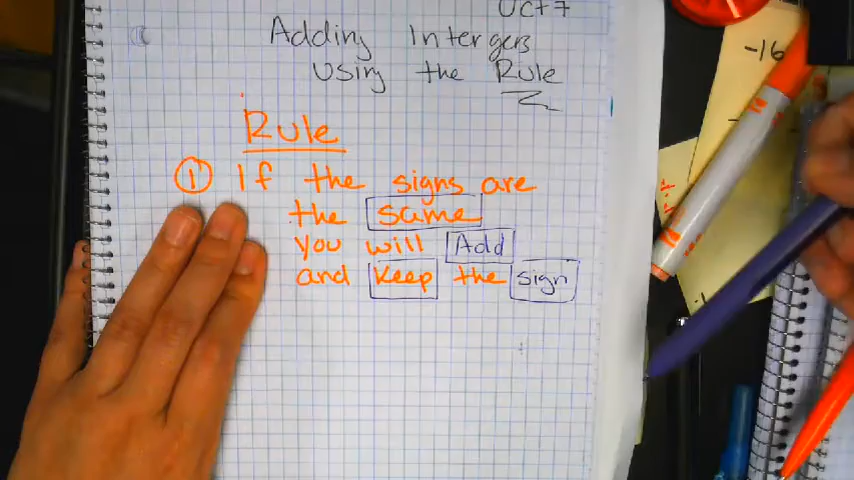 Oct 7
Adding Intergers
Using the Rule
Rule
① If the signs are
the same
you will Add
and keep the sign
-16